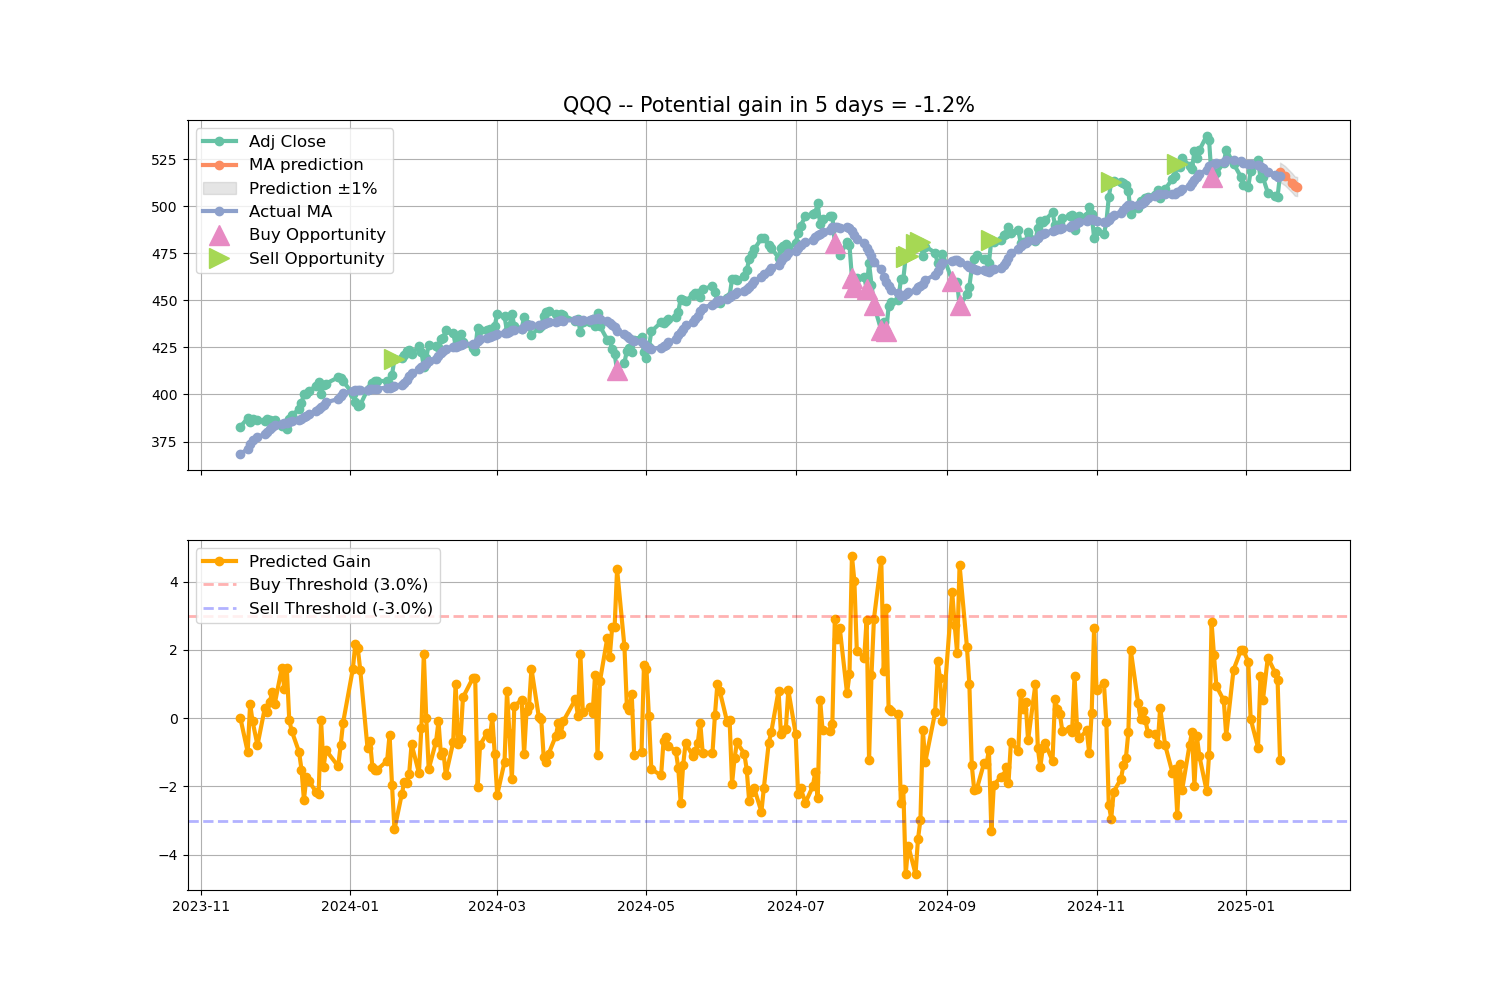 QQQ -- Potential gain in 5 days = -1.2%
Adj Close
MA prediction
Prediction ±1%
Actual MA
Buy Opportunity
Sell Opportunity
525
500
475
450
425
400
375
Predicted Gain
Buy Threshold (3.0%)
Sell Threshold (-3.0%)
4
2
0
−2
−4
2023-11
2024-01
2024-03
2024-05
2024-07
2024-09
2024-11
2025-01